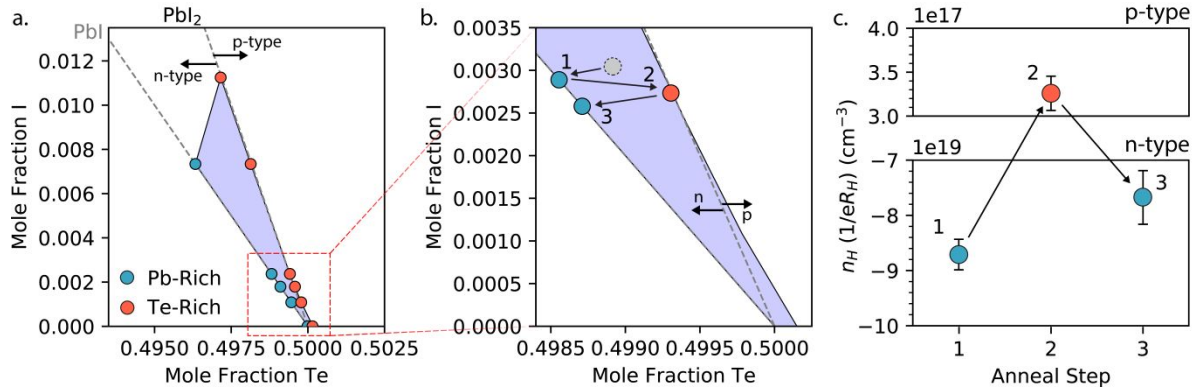 a.
PbI
PbI2
p-type
n-type
Mole Fraction I
0.012
0.010
0.008
0.006
0.004
0.002
0.000
Pb-Rich
Te-Rich
0.4950 0.4975 0.5000 0.5025
Mole Fraction Te
b.
Mole Fraction I
0.0035
0.0030
0.0025
0.0020
0.0015
0.0010
0.0005
0.0000
1
2
3
n
p
0.4985 0.4990 0.4995 0.5000
Mole Fraction Te
c.
1e17
p-type
4.0
3.5
3.0
2
1e19
n-type
-7
-8
-9
-10
1
3
nH (1/eRH) (cm−3)
1 2 3
Anneal Step